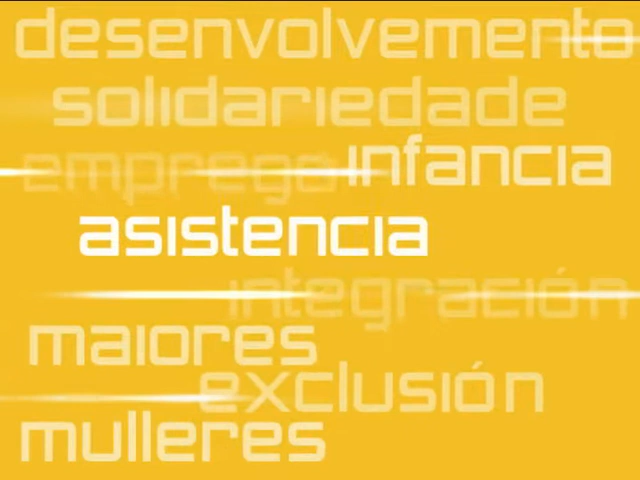 desenvolvemento
solidariedade
emprego infancia
asistencia
integración
maiores
exclusión
mulleres